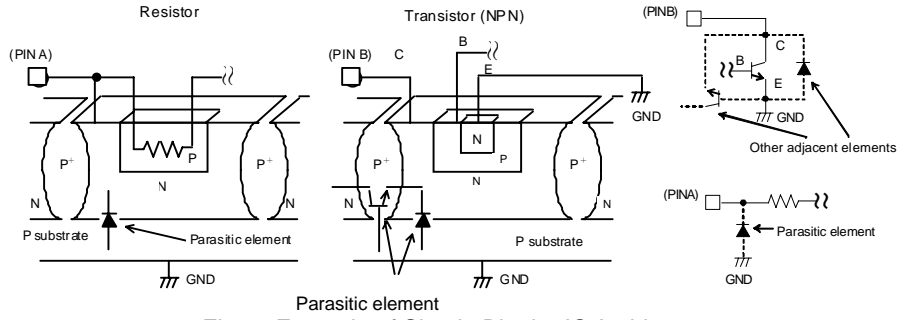 Resistor
(PIN A)
P+
P+
P
N
N
N
P substrate
Parasitic element
GND
Transistor (NPN)
(PIN B)
C
B
E
GND
P+
P+
N
P
N
N
N
P substrate
GND
Parasitic element
(PINB)
C
B
E
GND
Other adjacent elements
(PINA)
Parasitic element
GND